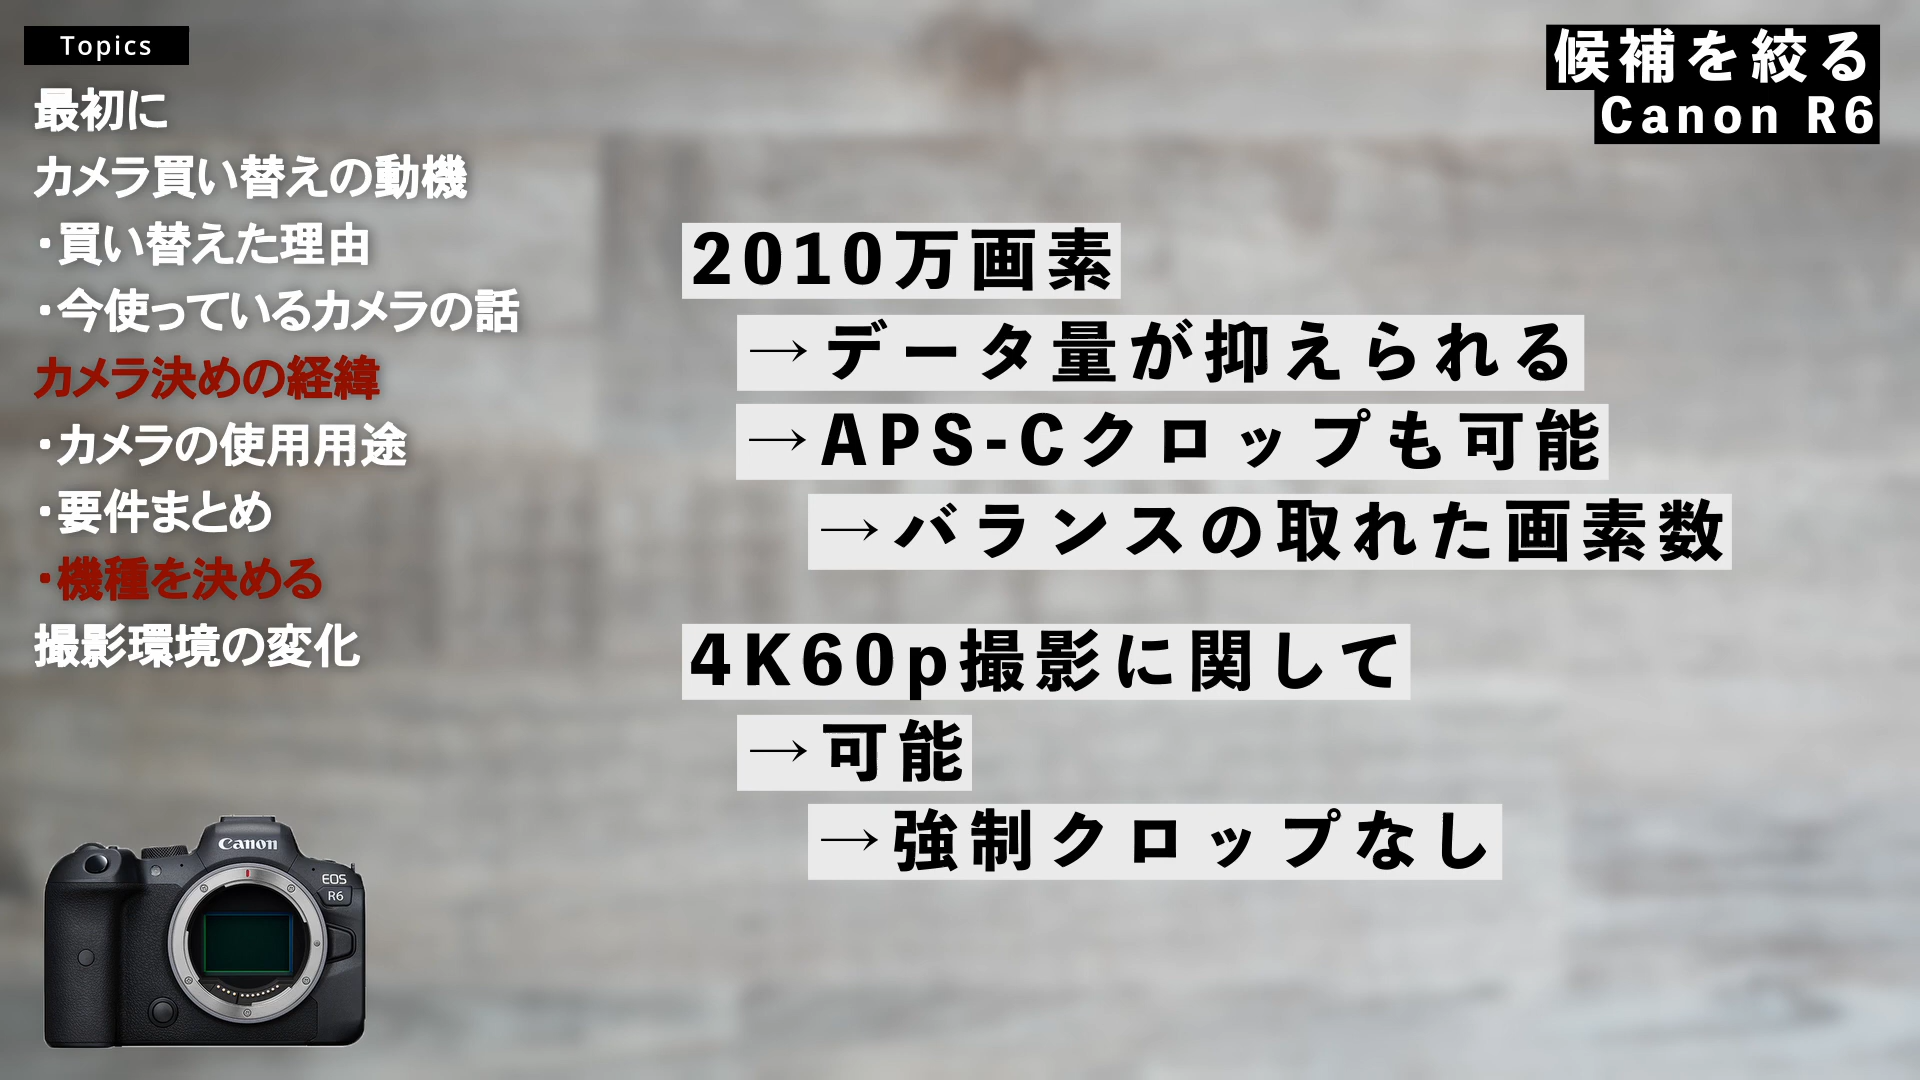 Topics
最初に
カメラ買い替えの動機
・買い替えた理由
・今使っているカメラの話
カメラ決めの経緯
・カメラの使用用途
・要件まとめ
・機種を決める
撮影環境の変化
候補を絞る
Canon R6
2010万画素
→データ量が抑えられる
→APS-Cクロップも可能
→バランスの取れた画素数
4K60p撮影に関して
→可能
→強制クロップなし
Canon
EOS
R6